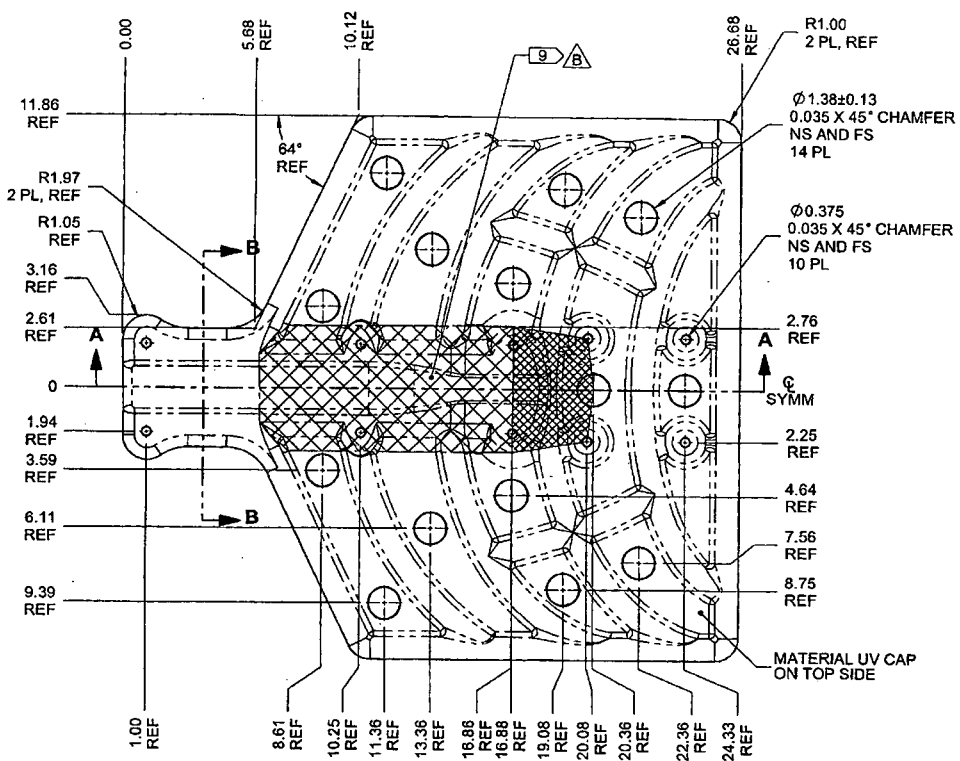 0.00
5.68
REF
10.12
REF
26.68
REF
R1.00
2 PL, REF
9
B
11.86
REF
64°
REF
Ø1.38±0.13
0.035 X 45° CHAMFER
NS AND FS
14 PL
R1.97
2 PL, REF
R1.05
REF
Ø0.375
0.035 X 45° CHAMFER
NS AND FS
10 PL
B
3.16
REF
2.61
REF
2.76
REF
A
A
0
℄
SYMM
1.94
REF
2.25
REF
3.59
REF
4.64
REF
B
6.11
REF
7.56
REF
9.39
REF
8.75
REF
MATERIAL UV CAP
ON TOP SIDE
1.00
REF
8.61
REF
10.25
REF
11.36
REF
13.36
REF
16.86
REF
16.88
REF
19.08
REF
20.08
REF
20.36
REF
22.36
REF
24.33
REF